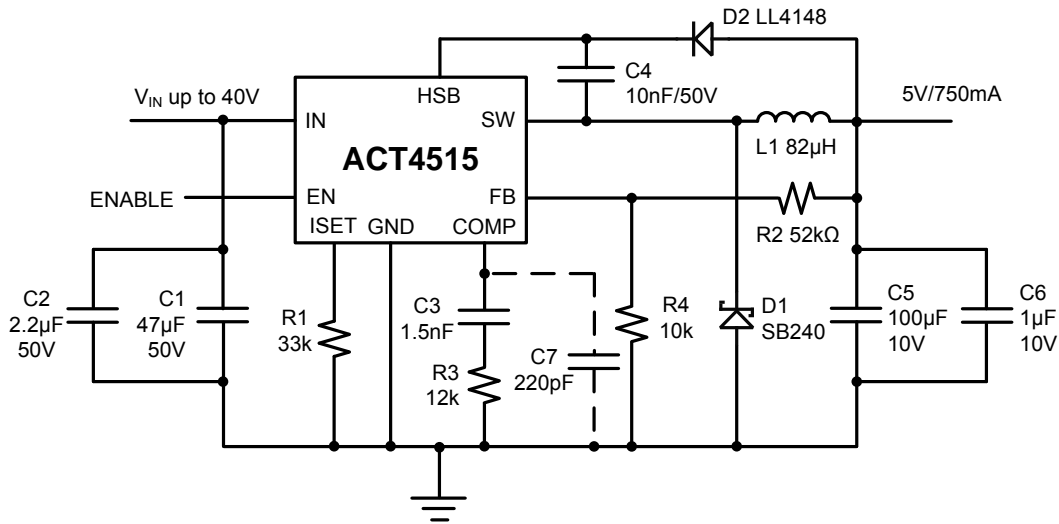 D2 LL4148
C4
10nF/50V
V_IN up to 40V
HSB
5V/750mA
IN
SW
L1 82µH
ACT4515
ENABLE
EN
FB
ISET
GND
COMP
R2 52kΩ
C2
2.2µF
50V
C1
47µF
50V
R1
33k
C3
1.5nF
R3
12k
C7
220pF
R4
10k
D1
SB240
C5
100µF
10V
C6
1µF
10V